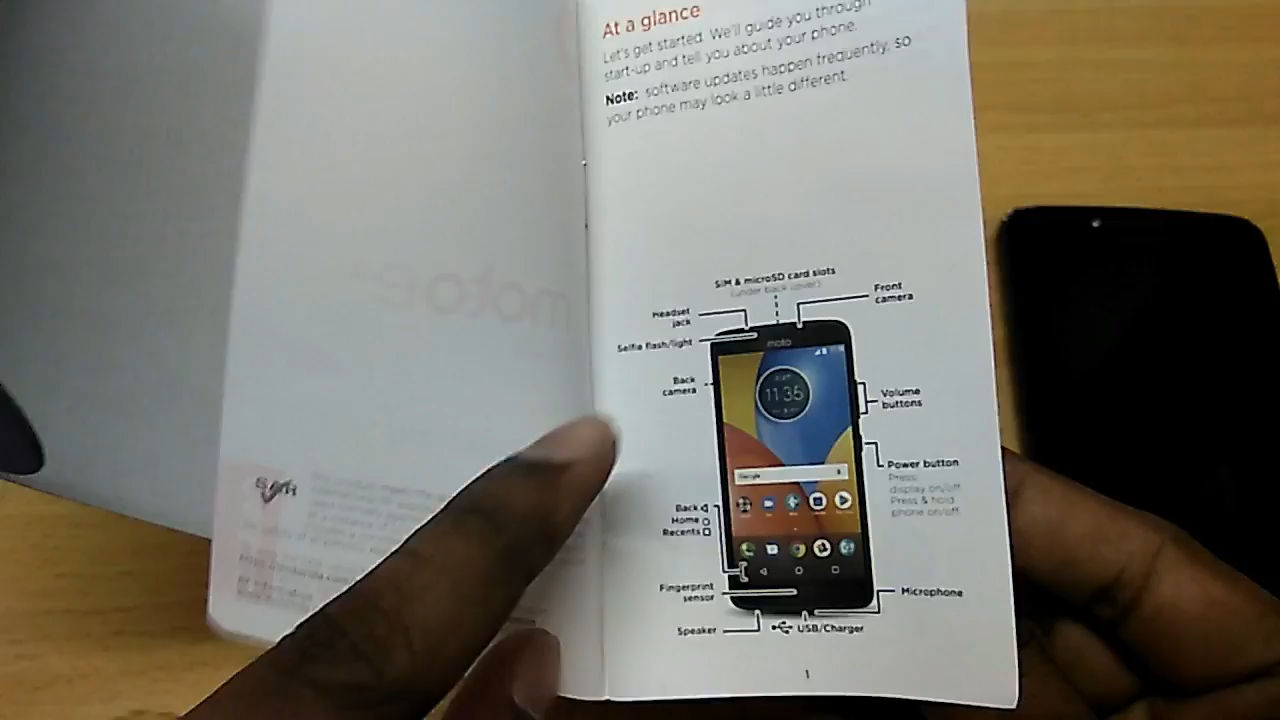 At a glance
Let's get started. We'll guide you through
start-up and tell you about your phone.
Note: software updates happen frequently, so
your phone may look a little different.
SIM & microSD card slots
(under back cover)
Front
camera
Headset
jack
Selfie flash/light
moto
Back
camera
11:35
Volume
buttons
Power button
Press:
display on/off
Press & hold:
phone on/off
Google
Back
Home
Recents
Fingerprint
sensor
Microphone
Speaker
USB/Charger
1